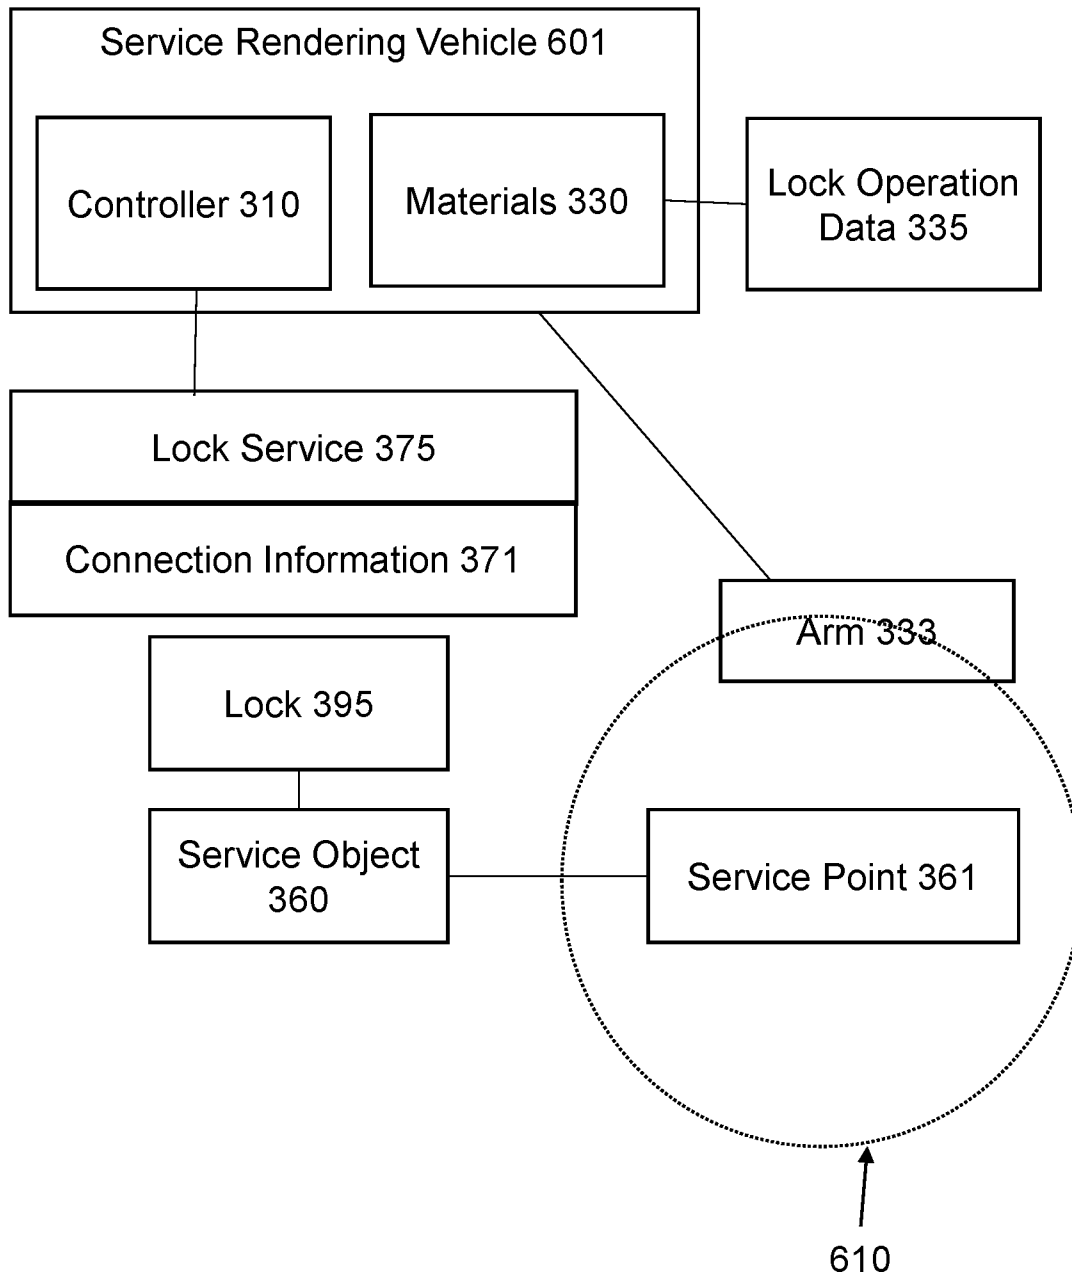 Service Rendering Vehicle 601
Controller 310
Materials 330
Lock Operation
Data 335
Lock Service 375
Connection Information 371
Arm 333
Lock 395
Service Object
360
Service Point 361
610